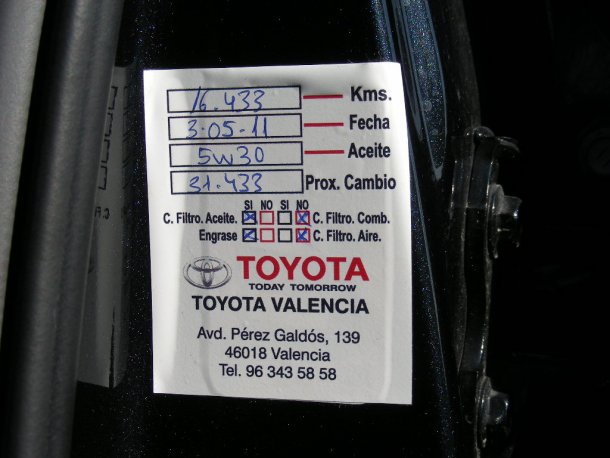 16.433 Kms.
3-05-11 Fecha
5w30 Aceite
31.433 Prox. Cambio
SI NO SI NO
C. Filtro. Aceite. C. Filtro. Comb.
Engrase C. Filtro. Aire.
TOYOTA
TODAY TOMORROW
TOYOTA VALENCIA
Avd. Pérez Galdós, 139
46018 Valencia
Tel. 96 343 58 58